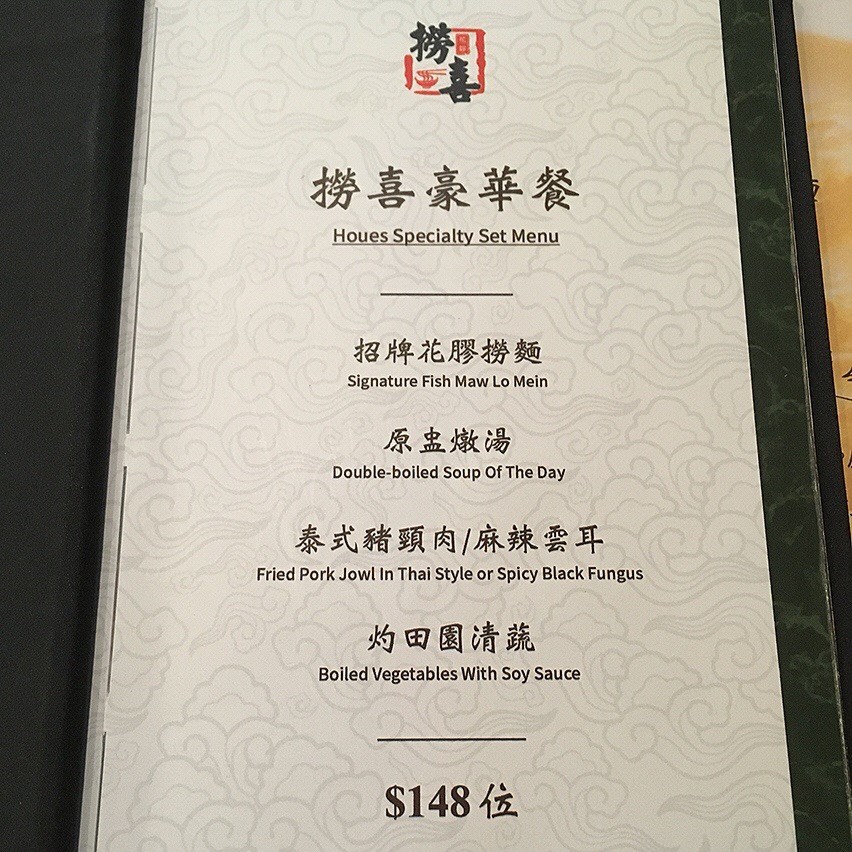 撈喜
撈喜豪華餐
Houes Specialty Set Menu
招牌花膠撈麵
Signature Fish Maw Lo Mein
原盅燉湯
Double-boiled Soup Of The Day
泰式豬頸肉/麻辣雲耳
Fried Pork Jowl In Thai Style or Spicy Black Fungus
灼田園清蔬
Boiled Vegetables With Soy Sauce
$148 位